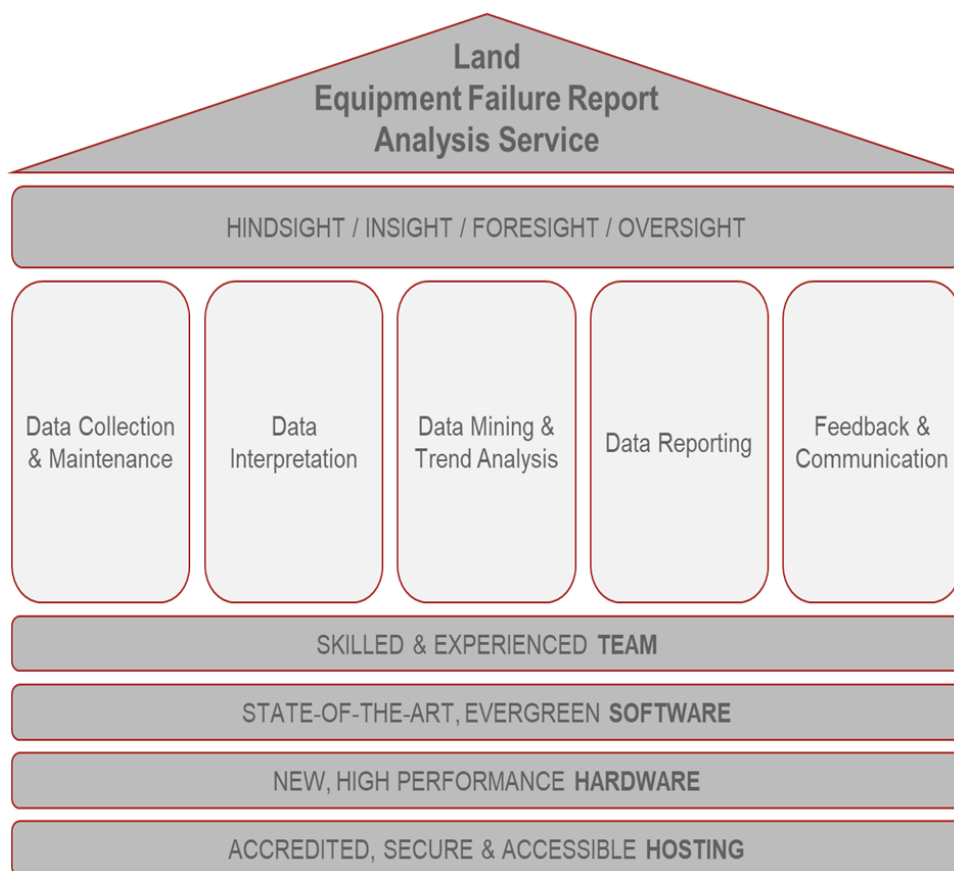 Land
Equipment Failure Report
Analysis Service
HINDSIGHT / INSIGHT / FORESIGHT / OVERSIGHT
Data Collection
& Maintenance
Data
Interpretation
Data Mining &
Trend Analysis
Data Reporting
Feedback &
Communication
SKILLED & EXPERIENCED TEAM
STATE-OF-THE-ART, EVERGREEN SOFTWARE
NEW, HIGH PERFORMANCE HARDWARE
ACCREDITED, SECURE & ACCESSIBLE HOSTING